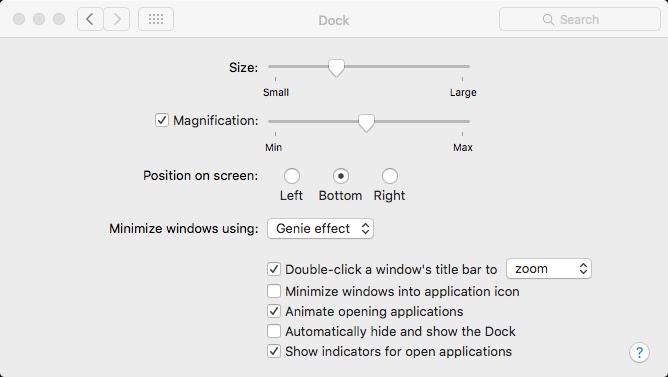 Dock
Search
Size:
Small Large
Magnification:
Min Max
Position on screen:
Left Bottom Right
Minimize windows using: Genie effect
Double-click a window's title bar to zoom
Minimize windows into application icon
Animate opening applications
Automatically hide and show the Dock
Show indicators for open applications
?